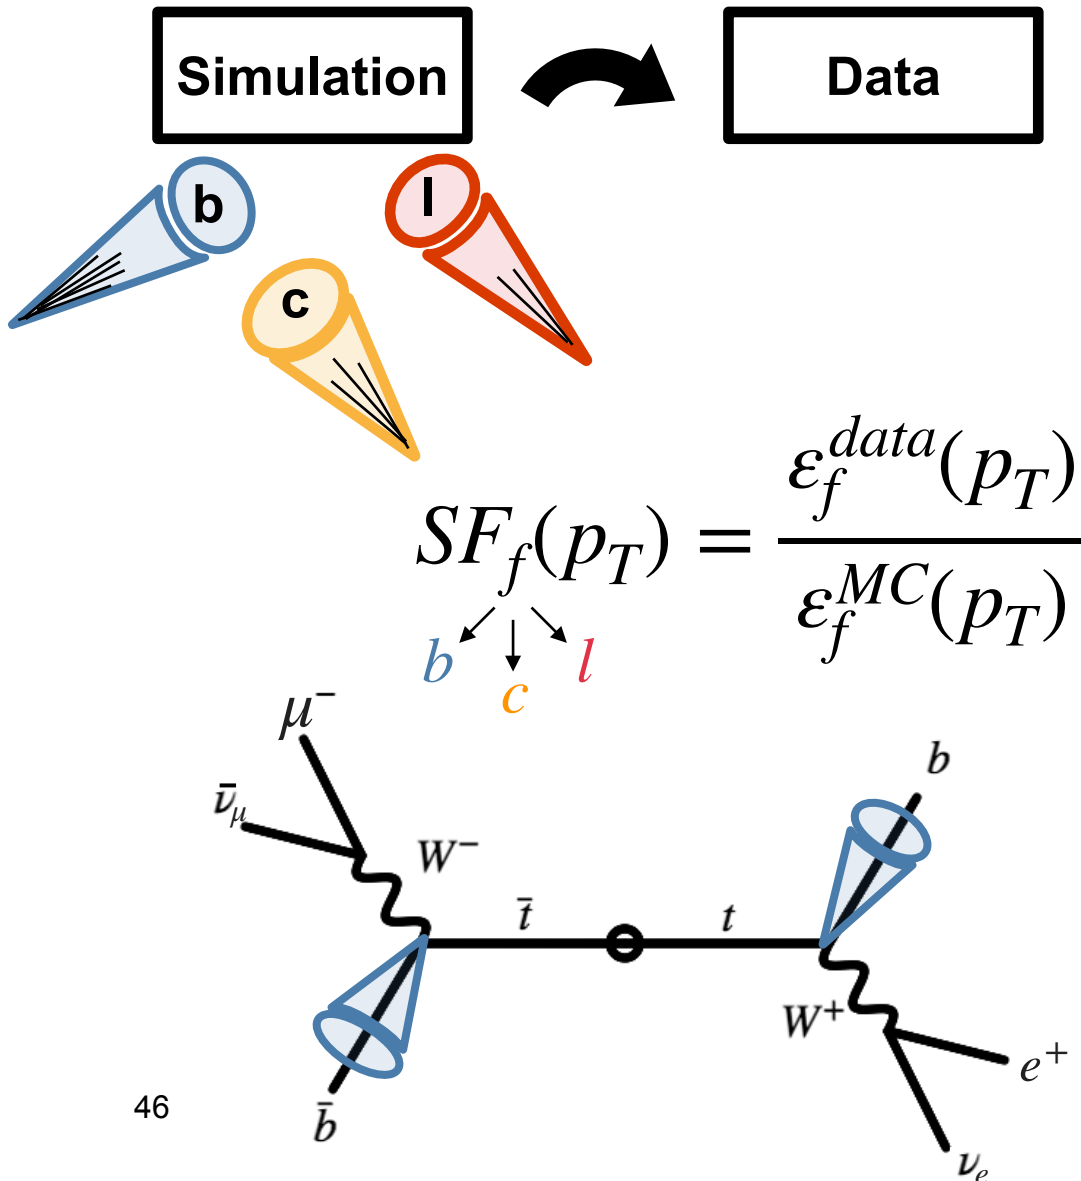 Simulation Data
b l
c
SF_f(p_T) = ε_f^{data}(p_T) / ε_f^{MC}(p_T)
b c l
μ⁻
b
ν̄_μ
W⁻
t̄ t
W⁺
e⁺
46
b̄
ν_e